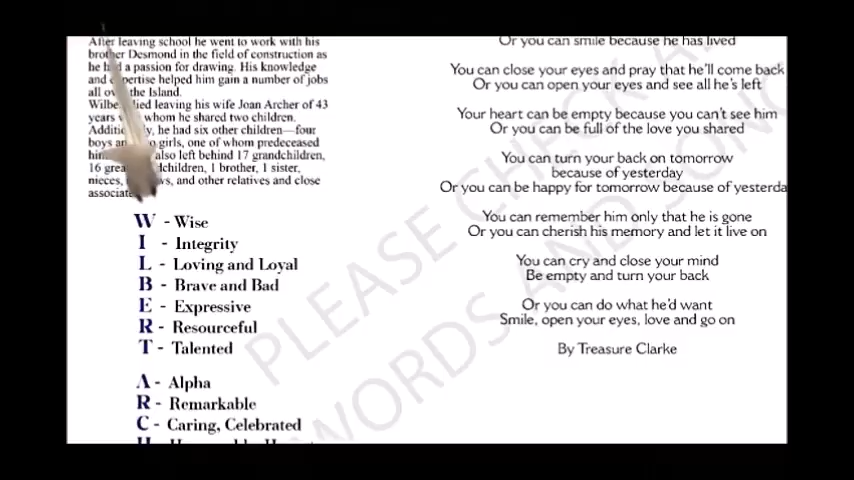 After leaving school he went to work with his
brother Desmond in the field of construction as
he had a passion for drawing. His knowledge
and expertise helped him gain a number of jobs
all over the Island.
Wilbert died leaving his wife Joan Archer of 43
years whom he shared two children.
he had six other children—four
boys girls, one of whom predeceased
also left behind 17 grandchildren,
16 1 brother, 1 sister,
nieces, and other relatives and close
W - Wise
I - Integrity
L - Loving and Loyal
B - Brave and Bad
E - Expressive
R - Resourceful
T - Talented
A - Alpha
R - Remarkable
C - Caring, Celebrated
Or you can smile because he has lived
You can close your eyes and pray that he'll come back
Or you can open your eyes and see all he's left
Your heart can be empty because you can't see him
Or you can be full of the love you shared
You can turn your back on tomorrow
because of yesterday
Or you can be happy for tomorrow because of yesterda
You can remember him only that he is gone
Or you can cherish his memory and let it live on
You can cry and close your mind
Be empty and turn your back
Or you can do what he'd want
Smile, open your eyes, love and go on
By Treasure Clarke
PLEASE CHECK A
WORDS AND SONG